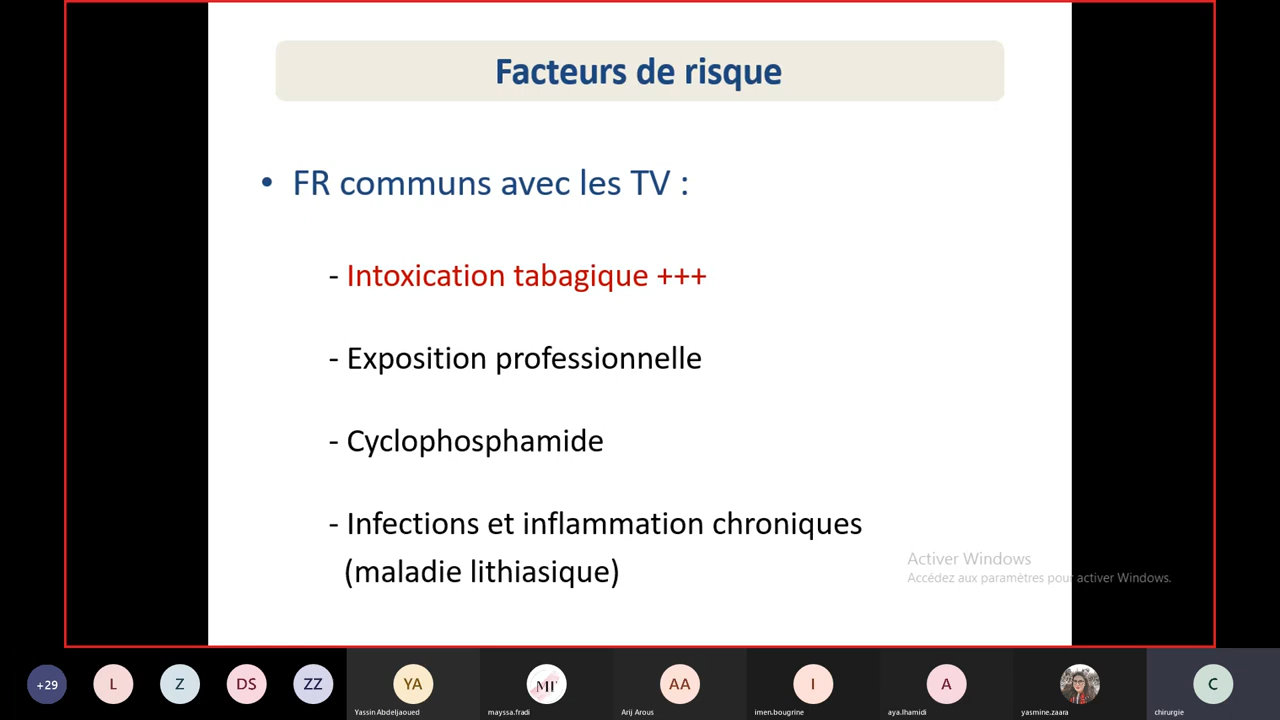 Facteurs de risque
• FR communs avec les TV :
- Intoxication tabagique +++
- Exposition professionnelle
- Cyclophosphamide
- Infections et inflammation chroniques
(maladie lithiasique)
Activer Windows
Accédez aux paramètres pour activer Windows.
+29
L
Z
DS
ZZ
YA
MF
AA
I
A
C
Yassin Abdeljaoued
mayssa.fradi
Arij Arous
imen.bougrine
aya.lhamidi
yasmine.zaara
chirurgie